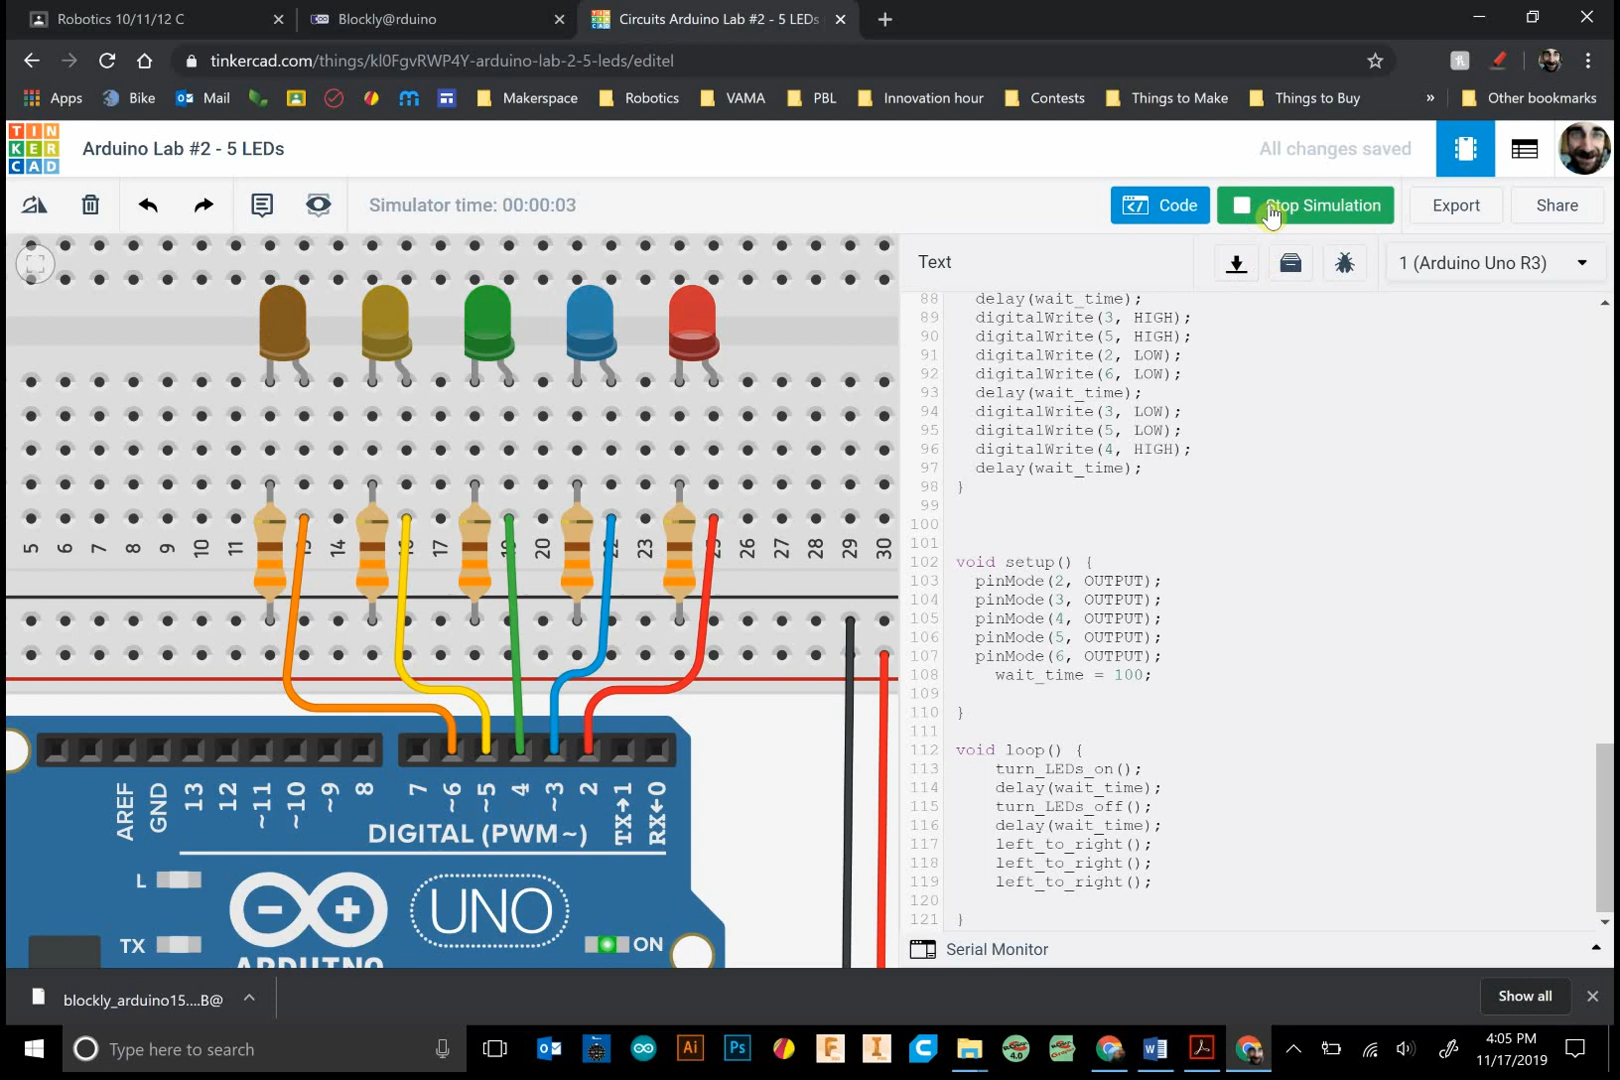 Robotics 10/11/12 C
Blockly@rduino
Circuits Arduino Lab #2 - 5 LEDs
tinkercad.com/things/kl0FgvRWP4Y-arduino-lab-2-5-leds/editel
Apps Bike Mail Makerspace Robotics VAMA PBL Innovation hour Contests Things to Make Things to Buy » Other bookmarks
TIN
KER
CAD
Arduino Lab #2 - 5 LEDs
All changes saved
Simulator time: 00:00:03
Code
Stop Simulation
Export
Share
Text
1 (Arduino Uno R3)
88 delay(wait_time);
89 digitalWrite(3, HIGH);
90 digitalWrite(5, HIGH);
91 digitalWrite(2, LOW);
92 digitalWrite(6, LOW);
93 delay(wait_time);
94 digitalWrite(3, LOW);
95 digitalWrite(5, LOW);
96 digitalWrite(4, HIGH);
97 delay(wait_time);
98 }
99
100
101
102 void setup() {
103 pinMode(2, OUTPUT);
104 pinMode(3, OUTPUT);
105 pinMode(4, OUTPUT);
106 pinMode(5, OUTPUT);
107 pinMode(6, OUTPUT);
108 wait_time = 100;
109
110 }
111
112 void loop() {
113 turn_LEDs_on();
114 delay(wait_time);
115 turn_LEDs_off();
116 delay(wait_time);
117 left_to_right();
118 left_to_right();
119 left_to_right();
120
121 }
Serial Monitor
5 6 7 8 9 10 11 13 14 16 17 19 20 22 23 25 26 27 28 29 30
AREF GND 13 12 ~11 ~10 ~9 8 7 ~6 ~5 4 ~3 2 TX→1 RX←0
DIGITAL (PWM~)
L
UNO
TX
ON
ARDUINO
blockly_arduino15....B@
Show all
Type here to search
Ai
Ps
4.0
4:05 PM
11/17/2019